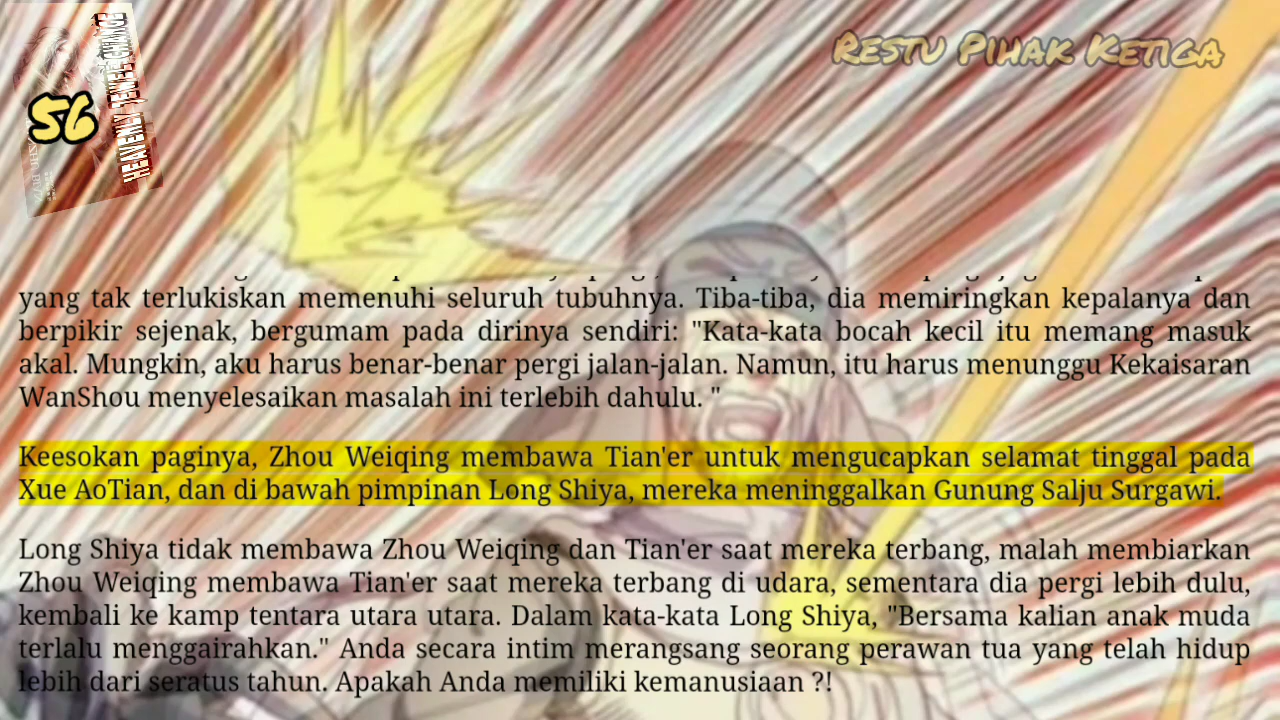 Restu Pihak Ketiga
56
HEAVENLY JEWEL CHANGE
yang tak terlukiskan memenuhi seluruh tubuhnya. Tiba-tiba, dia memiringkan kepalanya dan
berpikir sejenak, bergumam pada dirinya sendiri: "Kata-kata bocah kecil itu memang masuk
akal. Mungkin, aku harus benar-benar pergi jalan-jalan. Namun, itu harus menunggu Kekaisaran
WanShou menyelesaikan masalah ini terlebih dahulu. "
Keesokan paginya, Zhou Weiqing membawa Tian'er untuk mengucapkan selamat tinggal pada
Xue AoTian, dan di bawah pimpinan Long Shiya, mereka meninggalkan Gunung Salju Surgawi.
Long Shiya tidak membawa Zhou Weiqing dan Tian'er saat mereka terbang, malah membiarkan
Zhou Weiqing membawa Tian'er saat mereka terbang di udara, sementara dia pergi lebih dulu,
kembali ke kamp tentara utara utara. Dalam kata-kata Long Shiya, "Bersama kalian anak muda
terlalu menggairahkan." Anda secara intim merangsang seorang perawan tua yang telah hidup
lebih dari seratus tahun. Apakah Anda memiliki kemanusiaan ?!